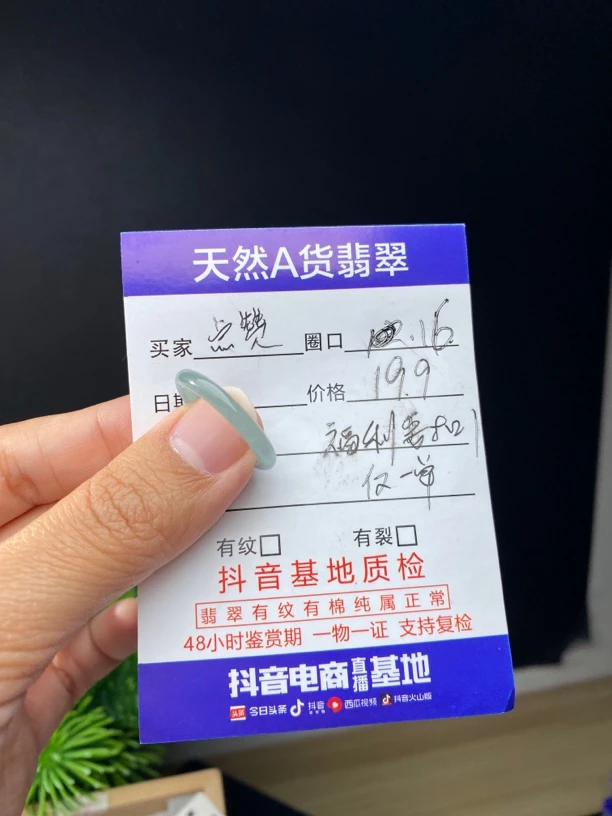 天然A货翡翠
买家 点赞 圈口 16
日期 价格 19.9
福利
仅一单
有纹□ 有裂□
抖音基地质检
翡翠有纹有棉纯属正常
48小时鉴赏期 一物一证 支持复检
抖音电商直播基地
头条 今日头条 抖音 西瓜视频 抖音火山版